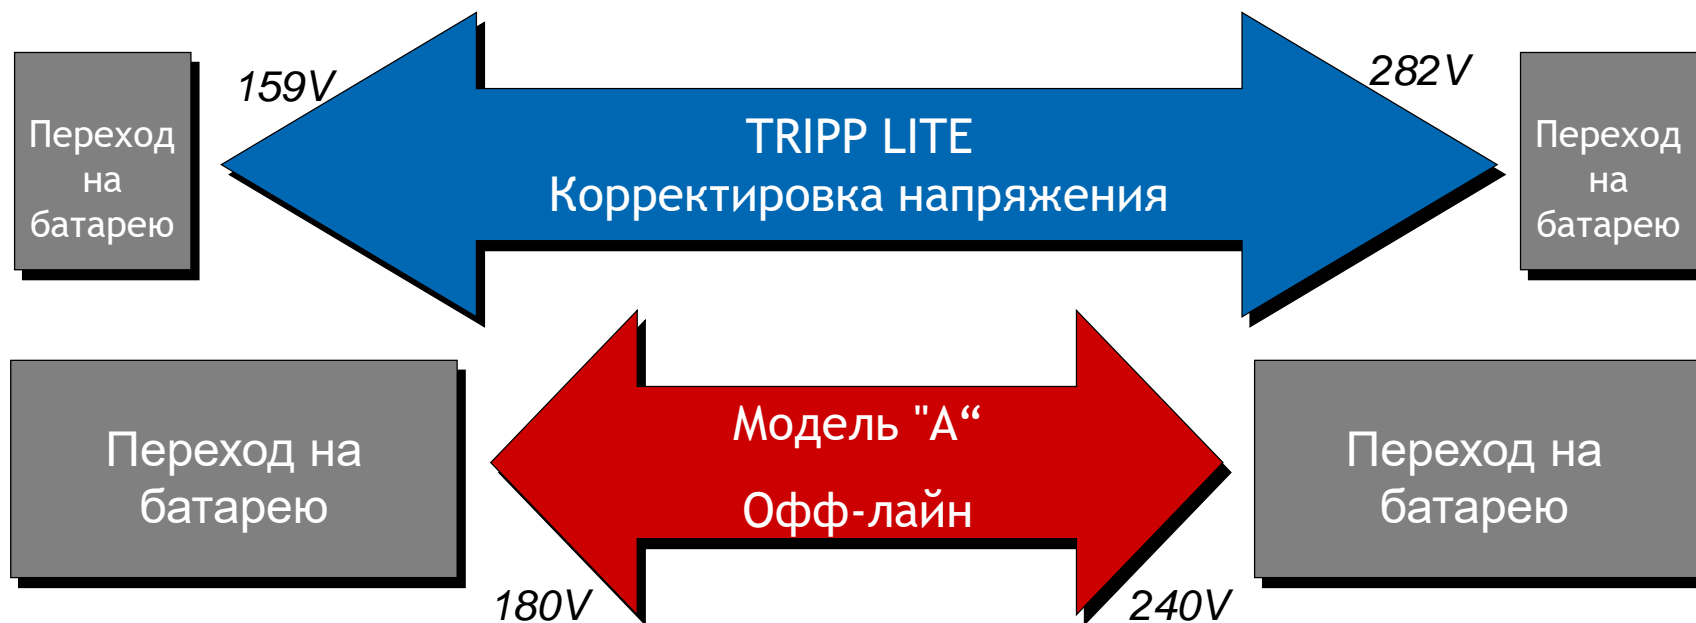 159V
282V
Переход
на
батарею
TRIPP LITE
Корректировка напряжения
Переход
на
батарею
Переход на
батарею
Модель "А“
Офф-лайн
Переход на
батарею
180V
240V